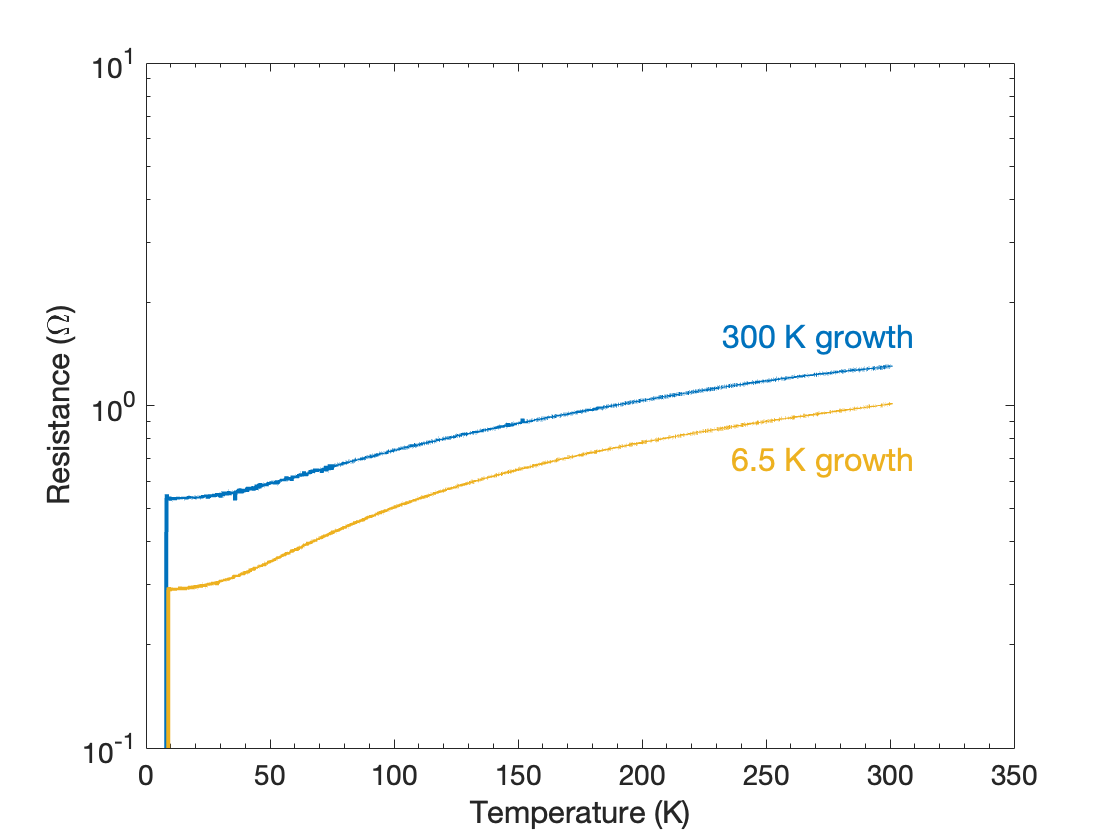 10¹
Resistance (Ω)
300 K growth
10⁰
6.5 K growth
10⁻¹
0 50 100 150 200 250 300 350
Temperature (K)